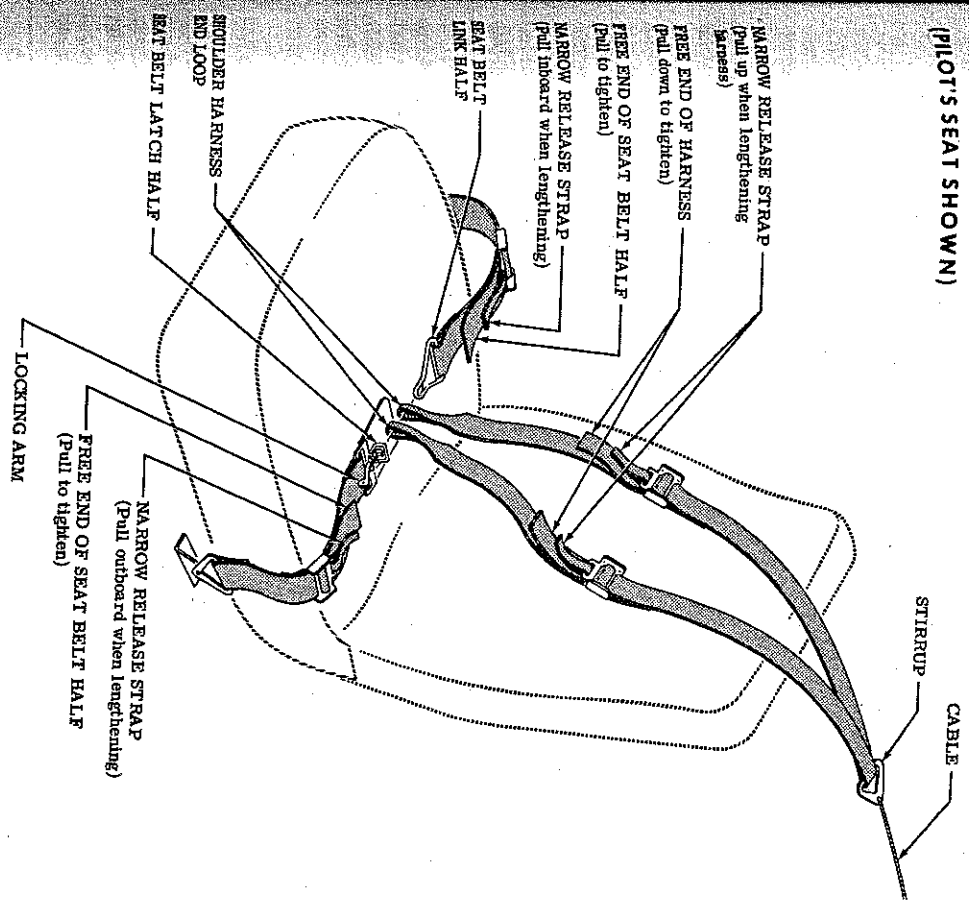 (PILOT'S SEAT SHOWN)
NARROW RELEASE STRAP
(Pull up when lengthening
harness)
FREE END OF HARNESS
(Pull down to tighten)
FREE END OF SEAT BELT HALF
(Pull to tighten)
NARROW RELEASE STRAP
(Pull inboard when lengthening)
SEAT BELT
LINK HALF
SHOULDER HARNESS
END LOOP
SEAT BELT LATCH HALF
STIRRUP
CABLE
NARROW RELEASE STRAP
(Pull outboard when lengthening)
FREE END OF SEAT BELT HALF
(Pull to tighten)
LOCKING ARM